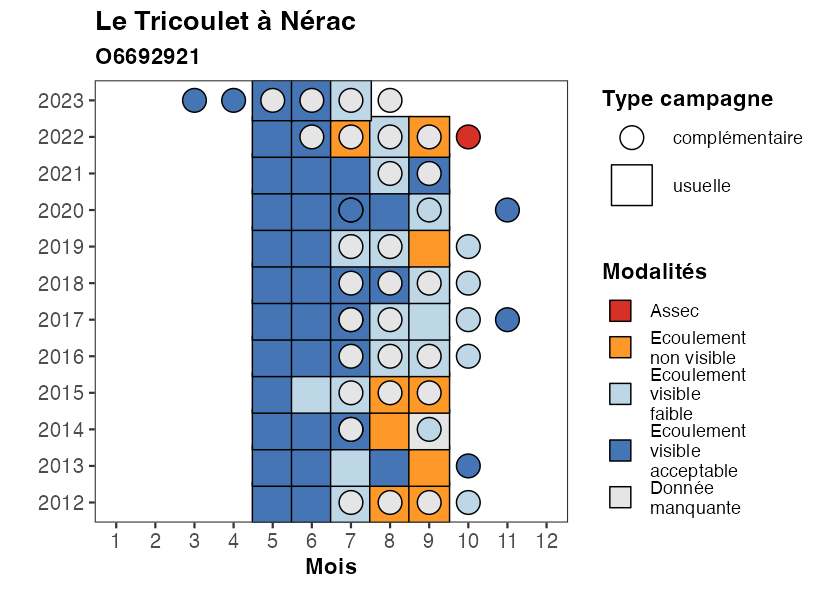 Le Tricoulet à Nérac
O6692921
2023
2022
2021
2020
2019
2018
2017
2016
2015
2014
2013
2012
1 2 3 4 5 6 7 8 9 10 11 12
Mois
Type campagne
complémentaire
usuelle
Modalités
Assec
Ecoulement
non visible
Ecoulement
visible
faible
Ecoulement
visible
acceptable
Donnée
manquante